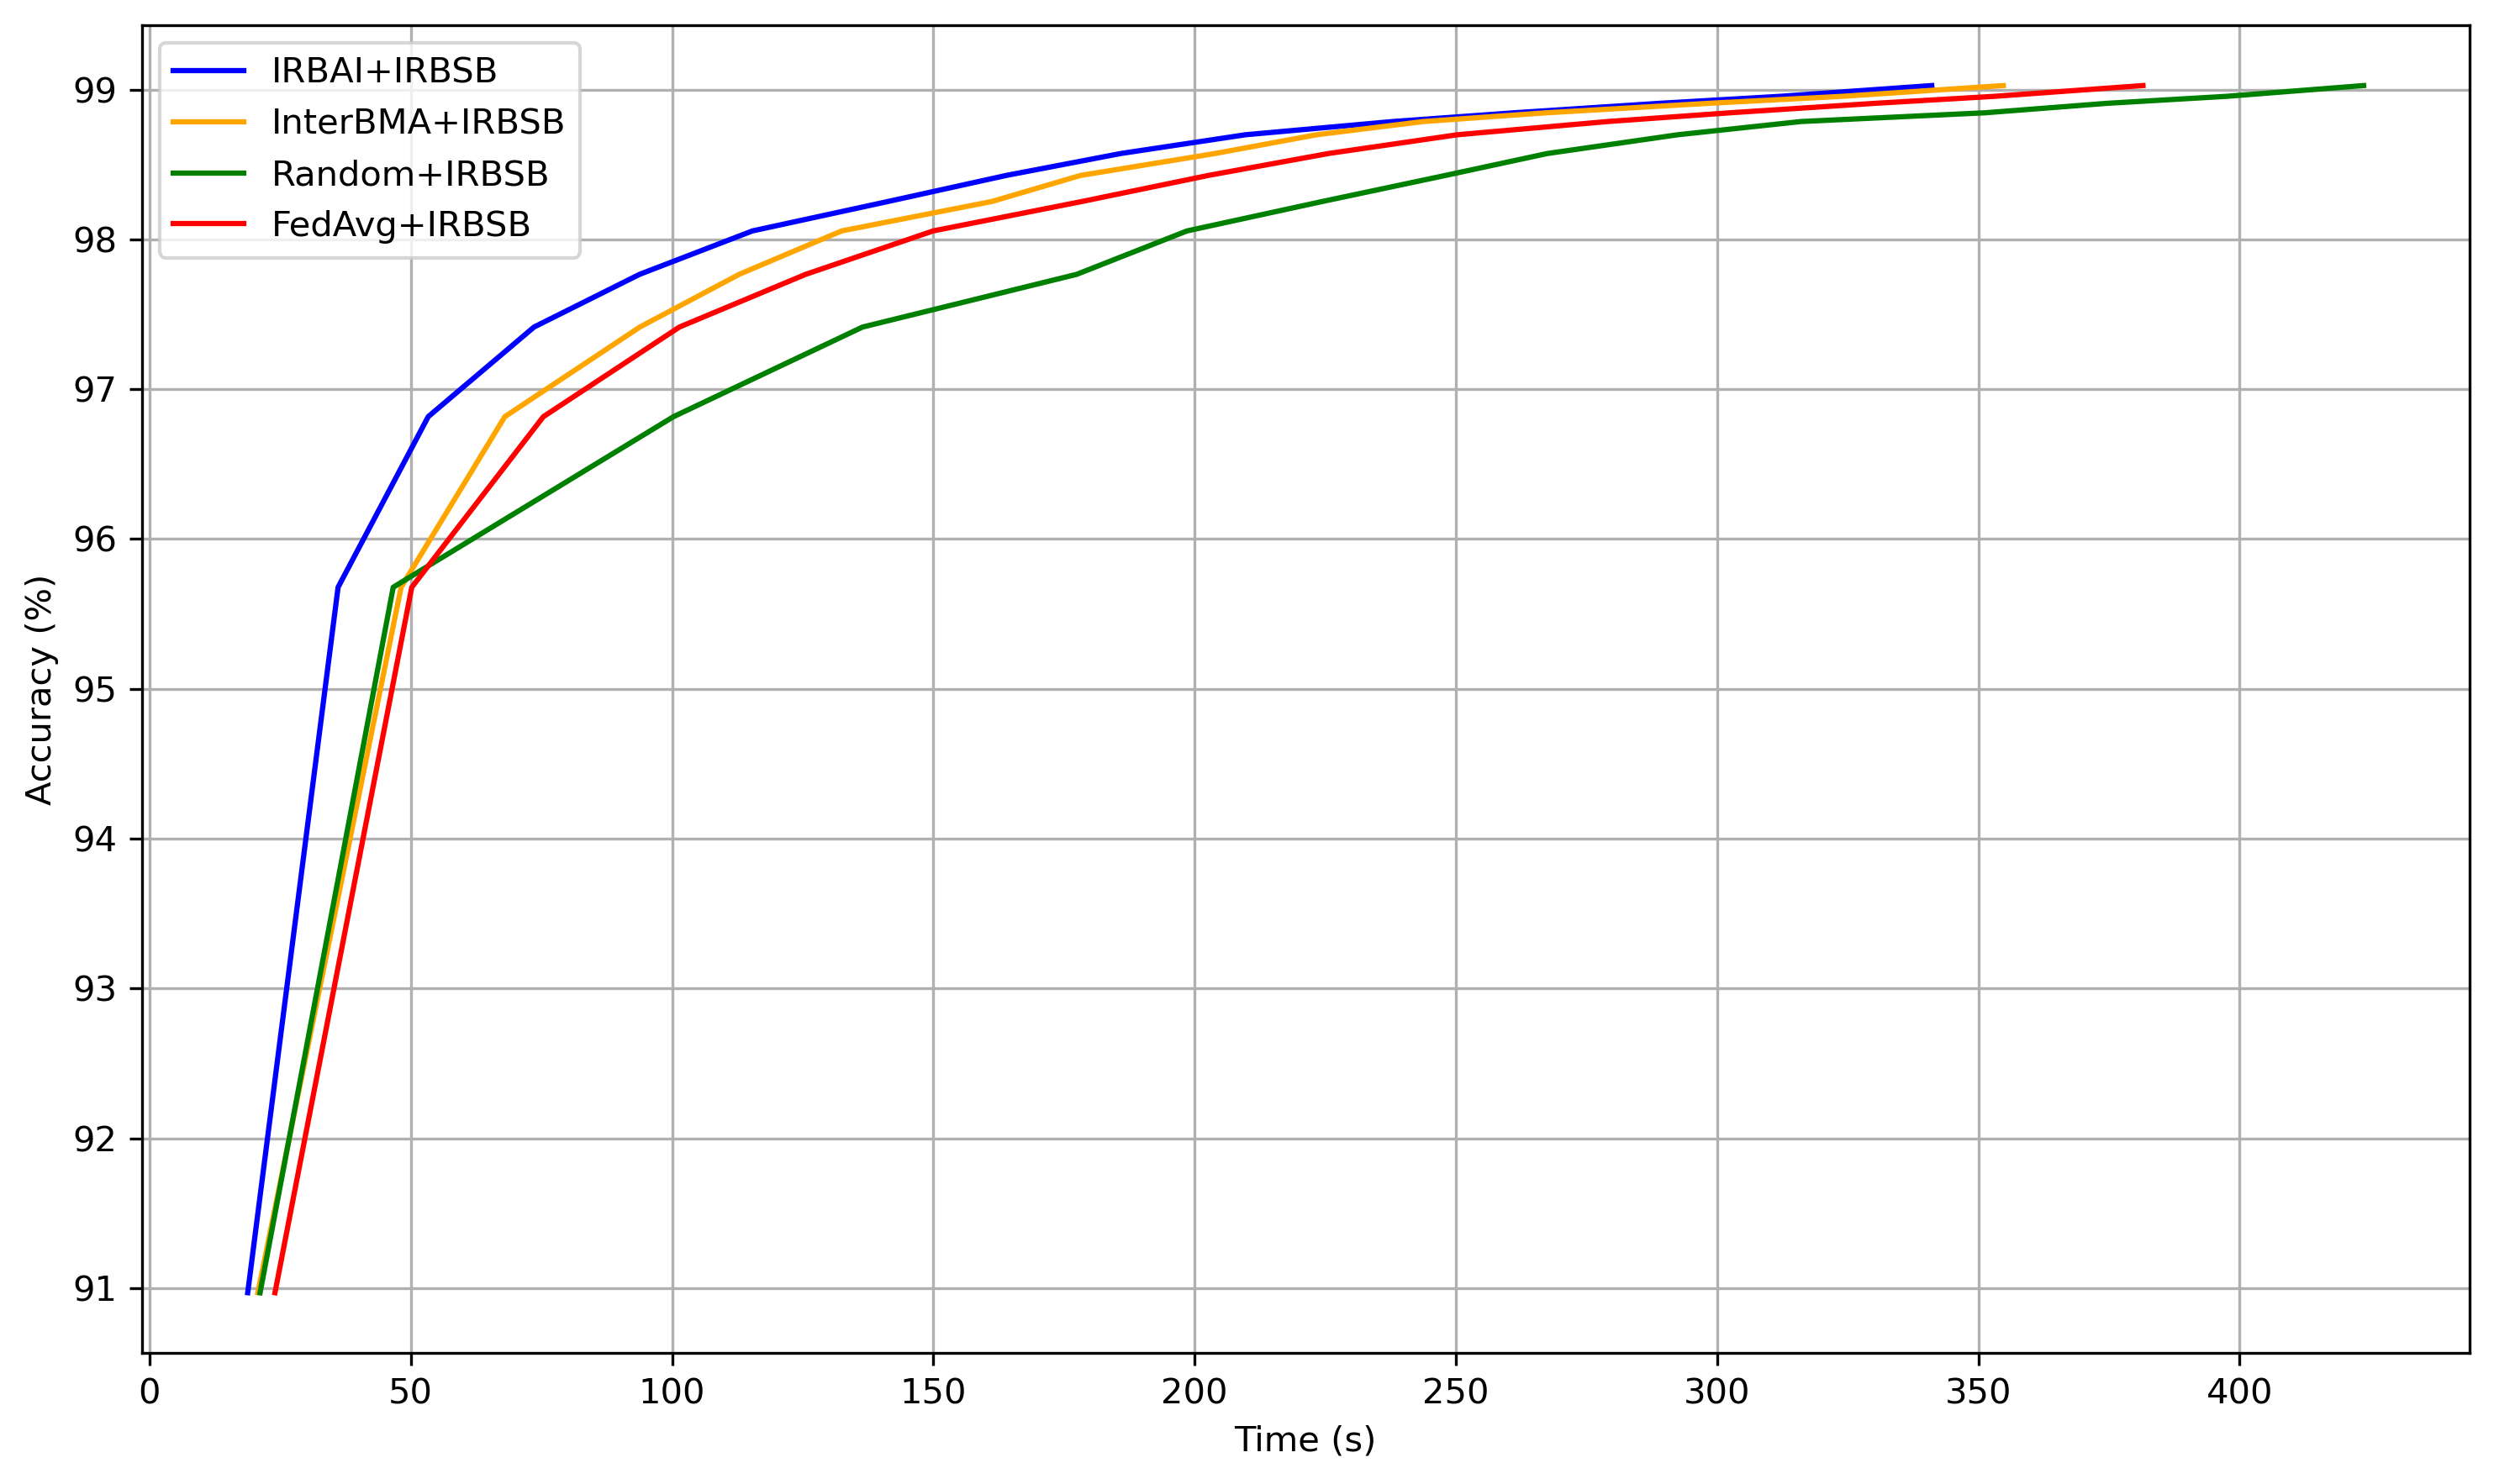 IRBAI+IRBSB
InterBMA+IRBSB
Random+IRBSB
FedAvg+IRBSB
Accuracy (%)
99
98
97
96
95
94
93
92
91
0 50 100 150 200 250 300 350 400
Time (s)